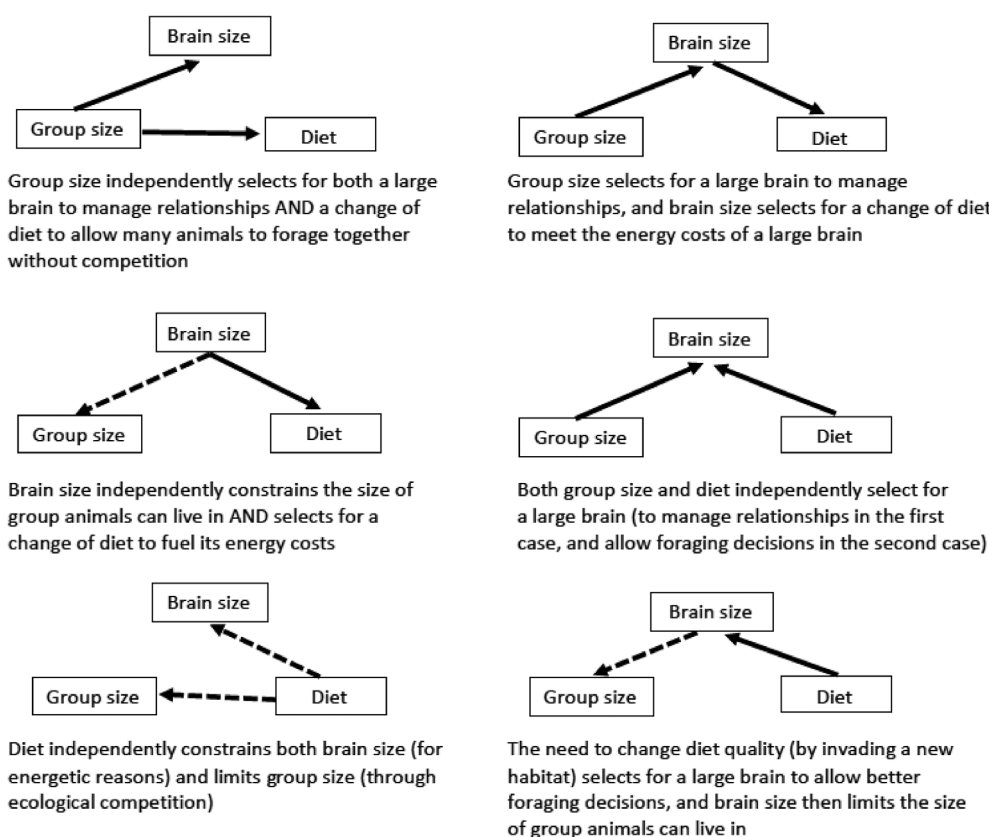 Brain size
Group size
Diet
Group size independently selects for both a large
brain to manage relationships AND a change of
diet to allow many animals to forage together
without competition
Brain size
Group size
Diet
Group size selects for a large brain to manage
relationships, and brain size selects for a change of diet
to meet the energy costs of a large brain
Brain size
Group size
Diet
Brain size independently constrains the size of
group animals can live in AND selects for a
change of diet to fuel its energy costs
Brain size
Group size
Diet
Both group size and diet independently select for
a large brain (to manage relationships in the first
case, and allow foraging decisions in the second case)
Brain size
Group size
Diet
Diet independently constrains both brain size (for
energetic reasons) and limits group size (through
ecological competition)
Brain size
Group size
Diet
The need to change diet quality (by invading a new
habitat) selects for a large brain to allow better
foraging decisions, and brain size then limits the size
of group animals can live in